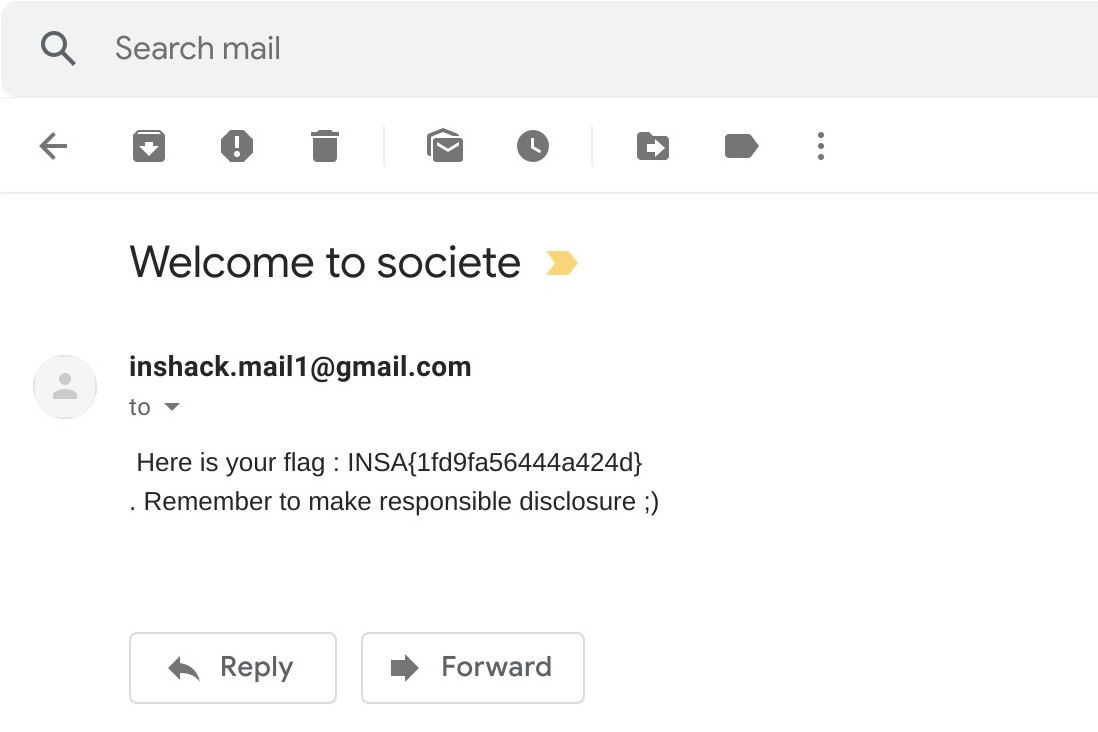 Search mail
Welcome to societe
inshack.mail1@gmail.com
to
Here is your flag : INSA{1fd9fa56444a424d}
. Remember to make responsible disclosure ;)
Reply
Forward